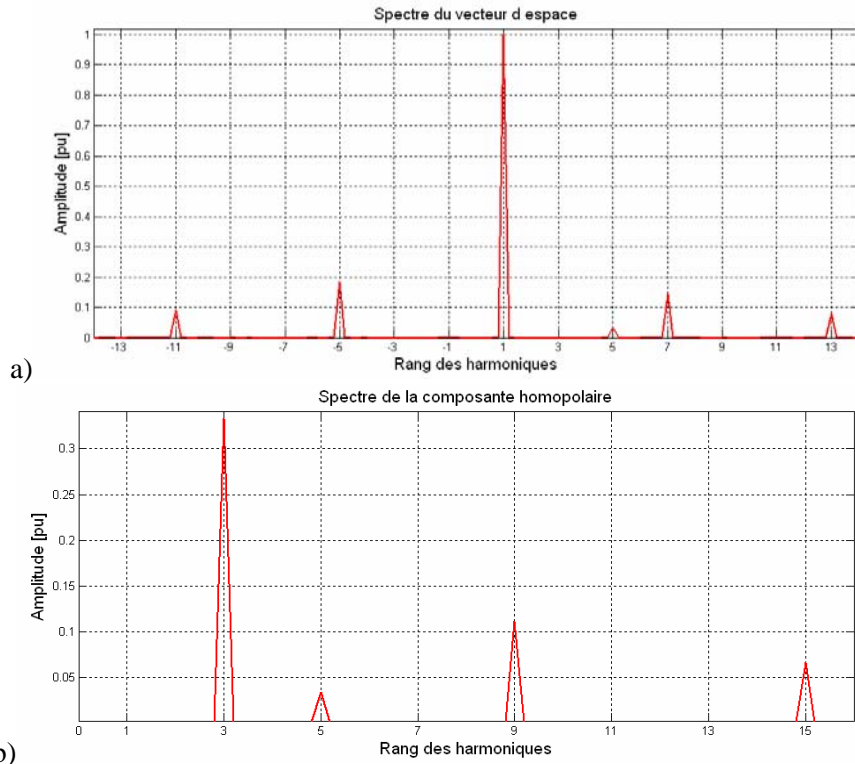 Spectre du vecteur d espace
1
0.9
0.8
0.7
0.6
0.5
0.4
0.3
0.2
0.1
0
Amplitude [pu]
-13 -11 -9 -7 -5 -3 -1 1 3 5 7 9 11 13
Rang des harmoniques
a)
Spectre de la composante homopolaire
0.3
0.25
0.2
0.15
0.1
0.05
Amplitude [pu]
0 1 3 5 7 9 11 13 15
Rang des harmoniques